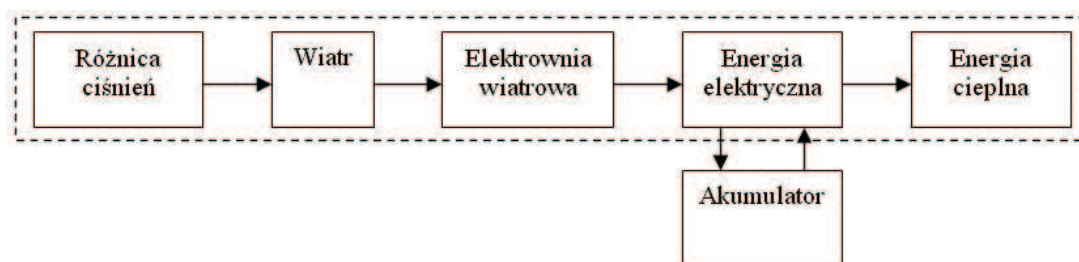 Różnica
ciśnień
Wiatr
Elektrownia
wiatrowa
Energia
elektryczna
Energia
cieplna
Akumulator